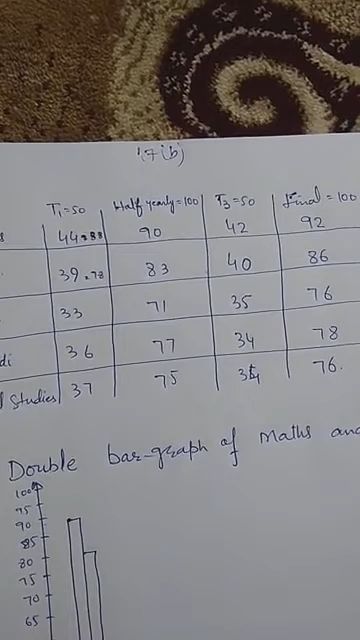 17(b)
T1=50 Half yearly=100 T3=50 Final=100
s 44.88 90 42 92
39.78 83 40 86
33 71 35 76
di 36 77 34 78
Studies 37 75 34 76.
Double bar-graph of Maths and
100
95
90
85
80
75
70
65